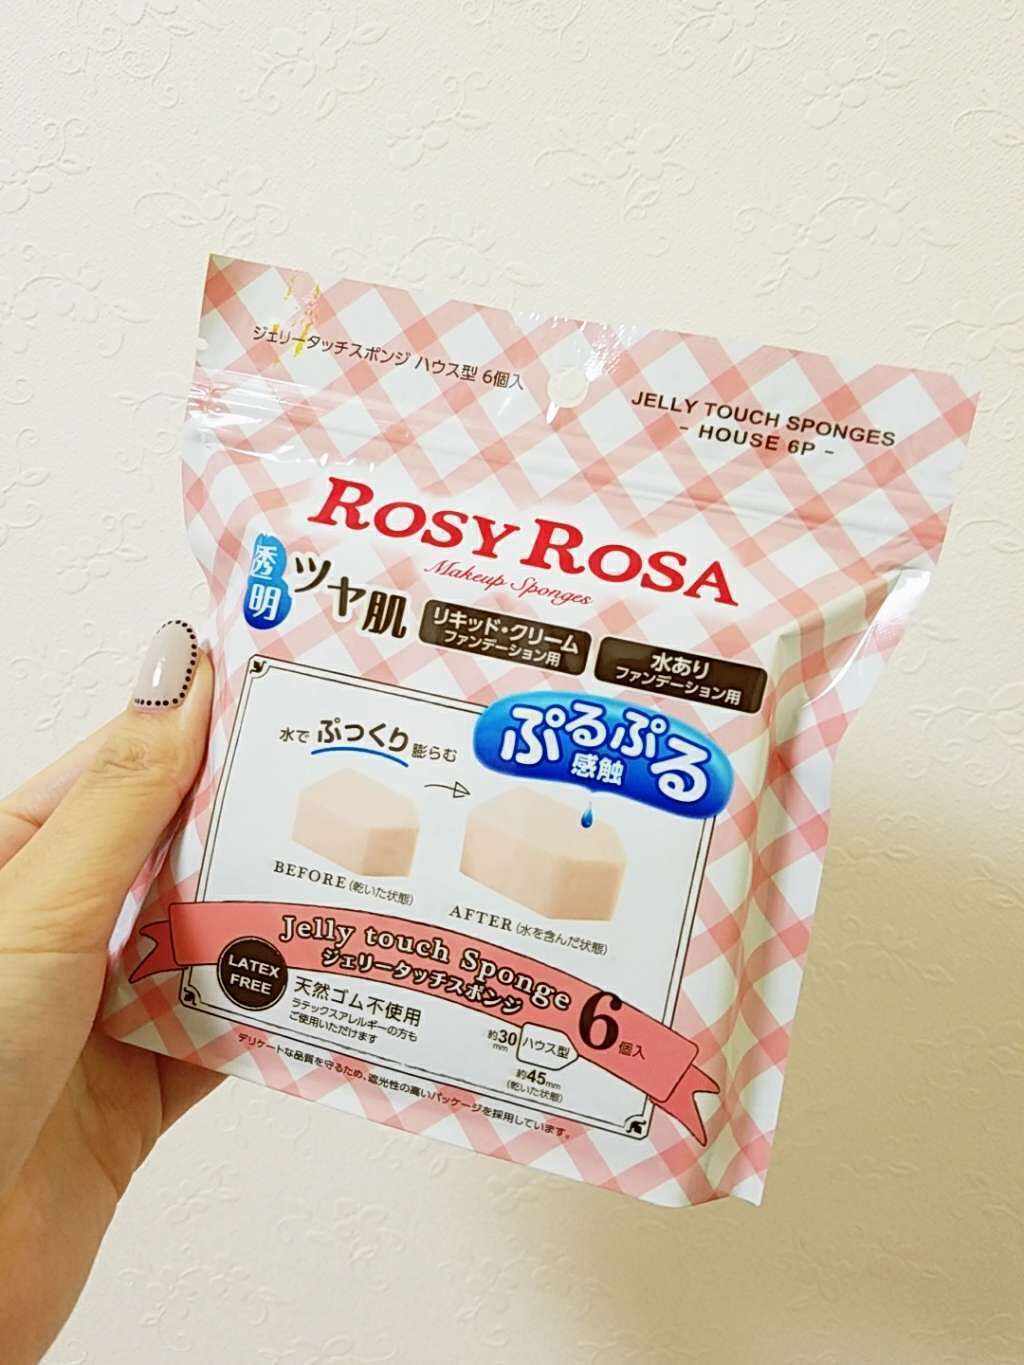 ジェリータッチスポンジ ハウス型 6個入
JELLY TOUCH SPONGES
- HOUSE 6P -
ROSY ROSA
Makeup Sponges
透明
ツヤ肌
リキッド・クリーム
ファンデーション用
水あり
ファンデーション用
水で ぷっくり 膨らむ
ぷるぷる
感触
BEFORE (乾いた状態)
AFTER (水を含んだ状態)
Jelly touch Sponge
ジェリータッチスポンジ
6個入
LATEX
FREE
天然ゴム不使用
ラテックスアレルギーの方も
ご使用いただけます
約30mm
ハウス型
約45mm
(乾いた状態)
デリケートな品質を守るため、遮光性の高いパッケージを採用しています。